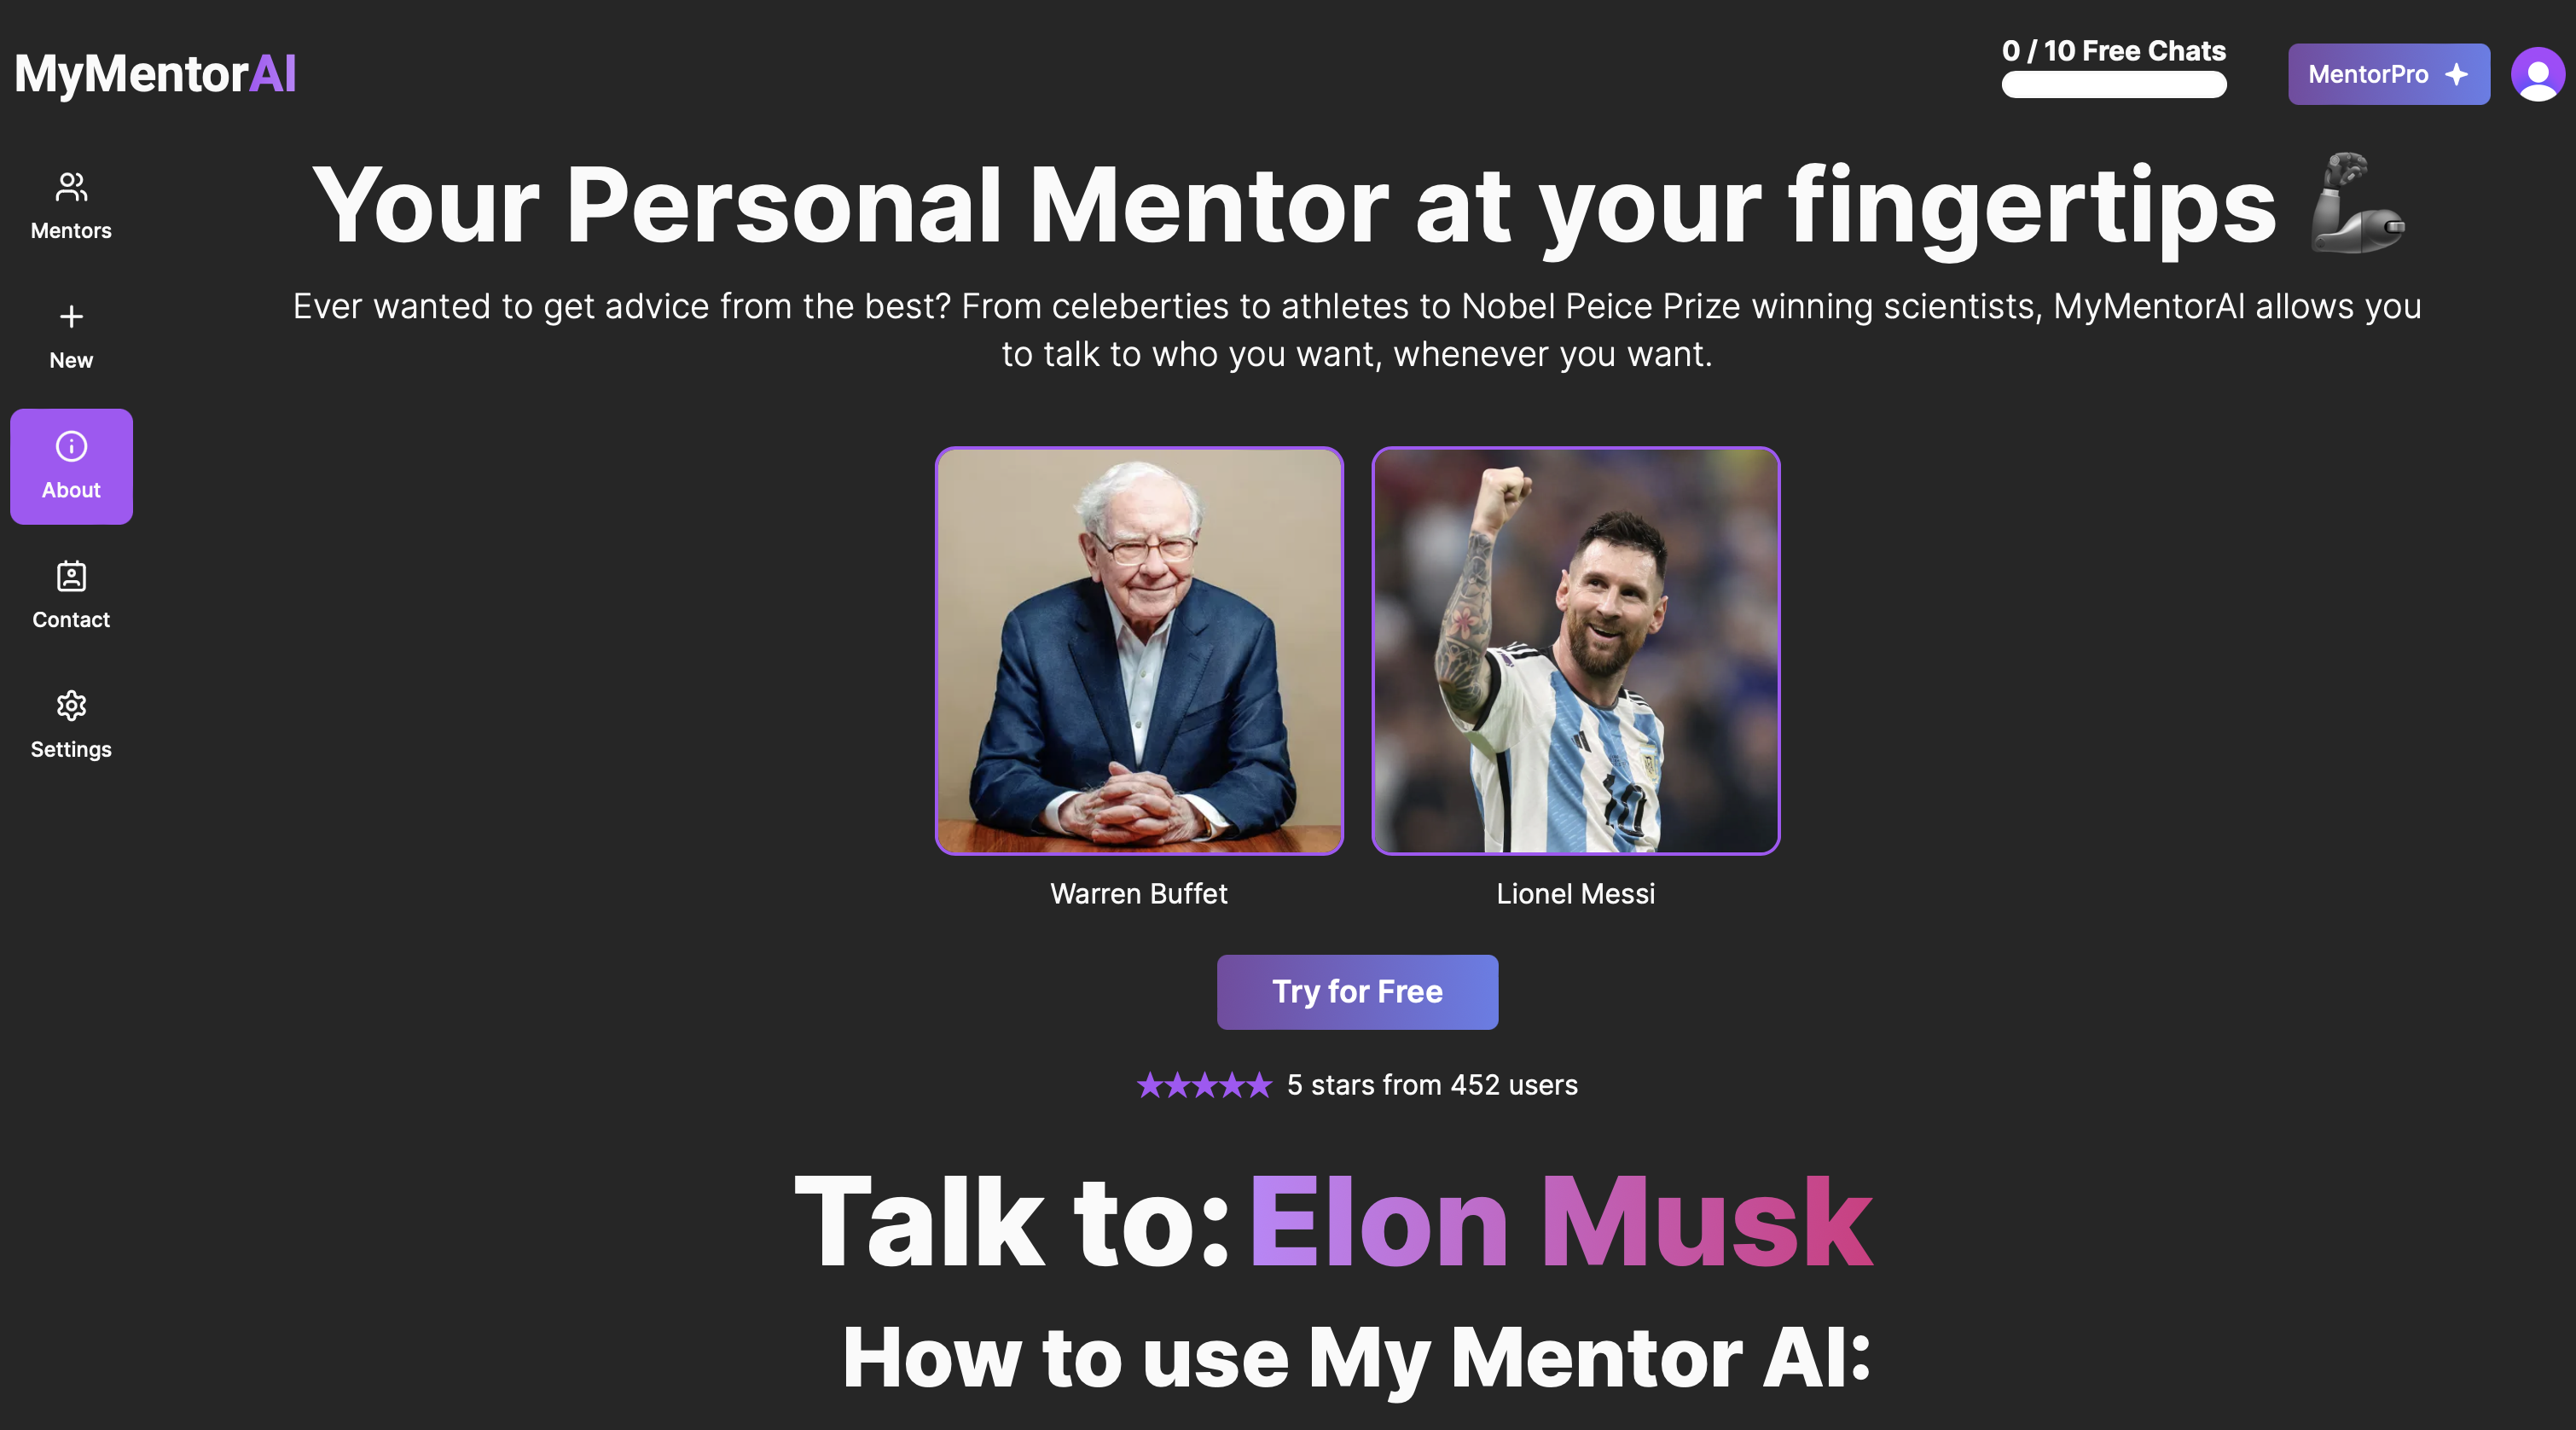 MyMentorAI
0 / 10 Free Chats
MentorPro
Mentors
New
About
Contact
Settings
Your Personal Mentor at your fingertips
Ever wanted to get advice from the best? From celeberties to athletes to Nobel Peice Prize winning scientists, MyMentorAI allows you
to talk to who you want, whenever you want.
10
Warren Buffet
Lionel Messi
Try for Free
5 stars from 452 users
Talk to: Elon Musk
How to use My Mentor AI: